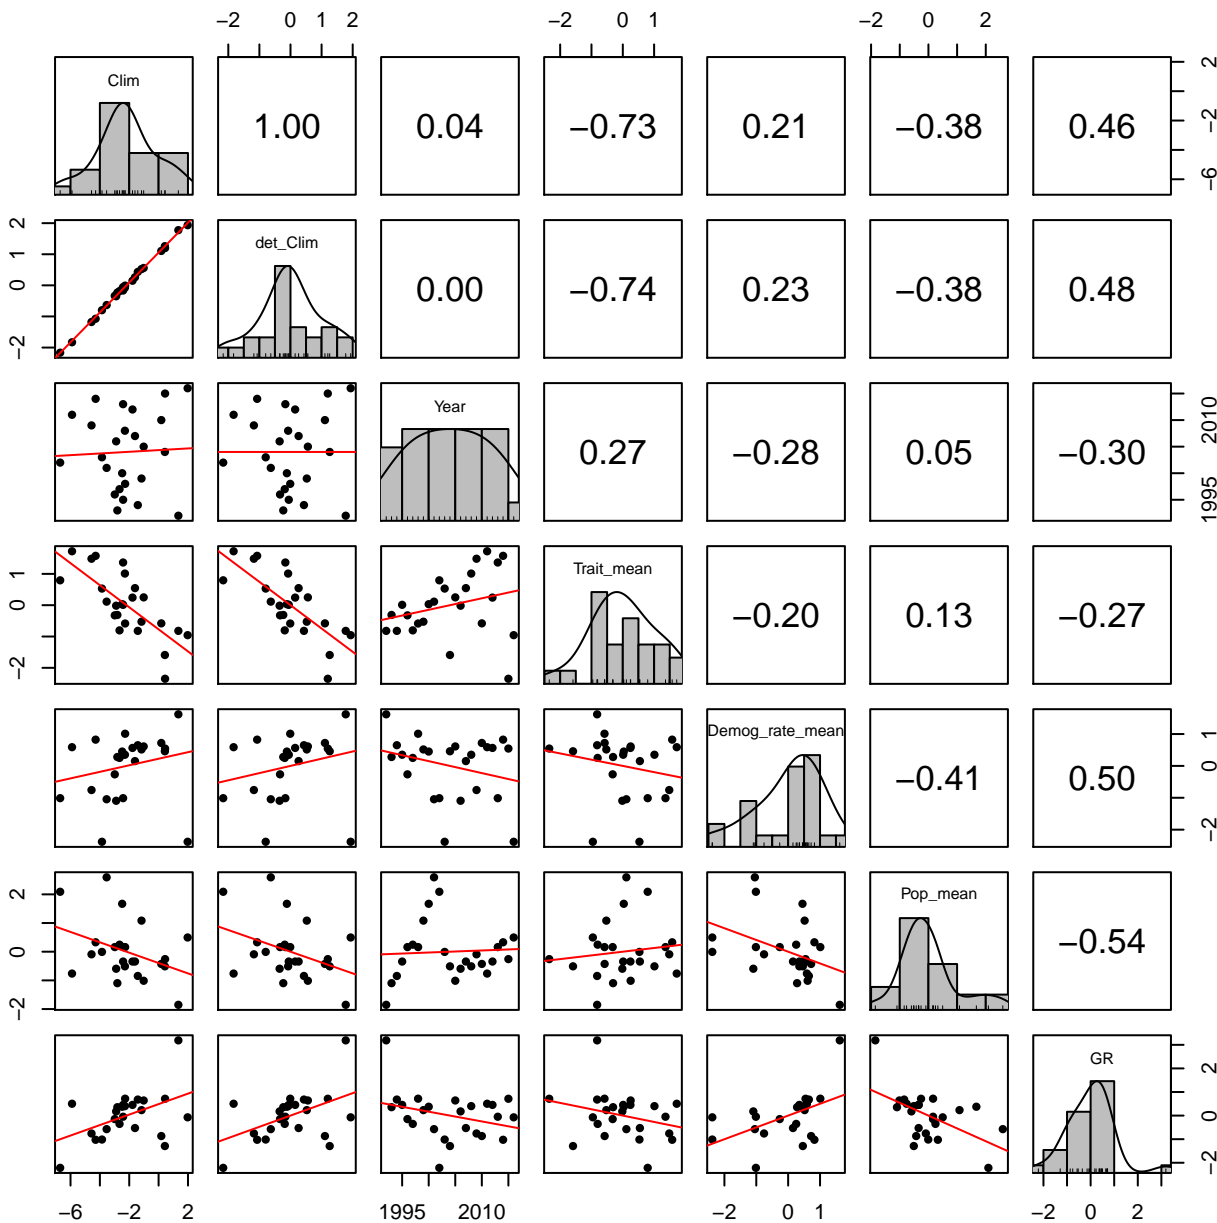 −2 0 1 2 −2 0 1 −2 0 2
Clim 1.00 0.04 −0.73 0.21 −0.38 0.46
2
−2
−6
2
1
0
−2
det_Clim 0.00 −0.74 0.23 −0.38 0.48
Year 0.27 −0.28 0.05 −0.30
2010
1995
1
0
−2
Trait_mean −0.20 0.13 −0.27
Demog_rate_mean −0.41 0.50
1
0
−2
2
0
−2
Pop_mean −0.54
GR
2
0
−2
−6 −2 2 1995 2010 −2 0 1 −2 0 2